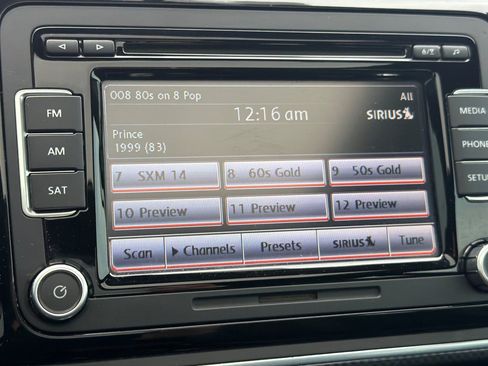 008 80s on 8 Pop All
12:16 am SIRIUS
Prince
1999 (83)
7 SXM 14 8 60s Gold 9 50s Gold
10 Preview 11 Preview 12 Preview
Scan Channels Presets SIRIUS Tune
FM
AM
SAT
MEDIA
PHONE
SETU